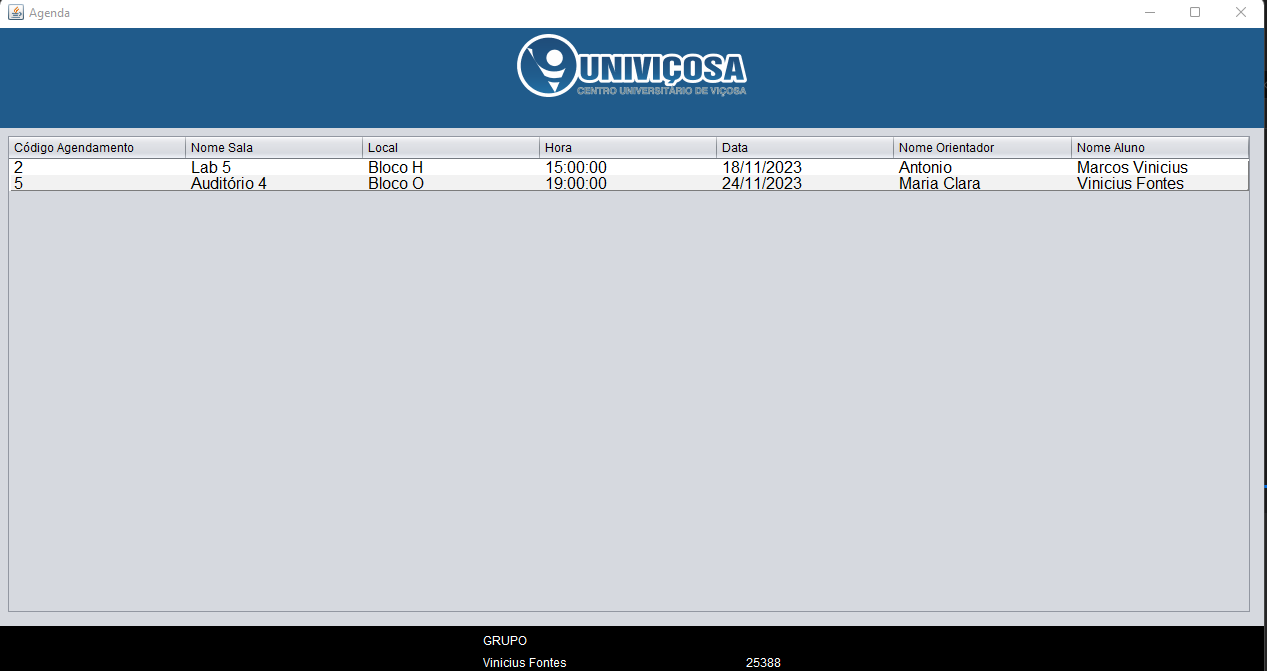 Agenda
UNIVIÇOSA
CENTRO UNIVERSITÁRIO DE VIÇOSA
Código Agendamento Nome Sala Local Hora Data Nome Orientador Nome Aluno
2 Lab 5 Bloco H 15:00:00 18/11/2023 Antonio Marcos Vinicius
5 Auditório 4 Bloco O 19:00:00 24/11/2023 Maria Clara Vinicius Fontes
GRUPO
Vinicius Fontes 25388